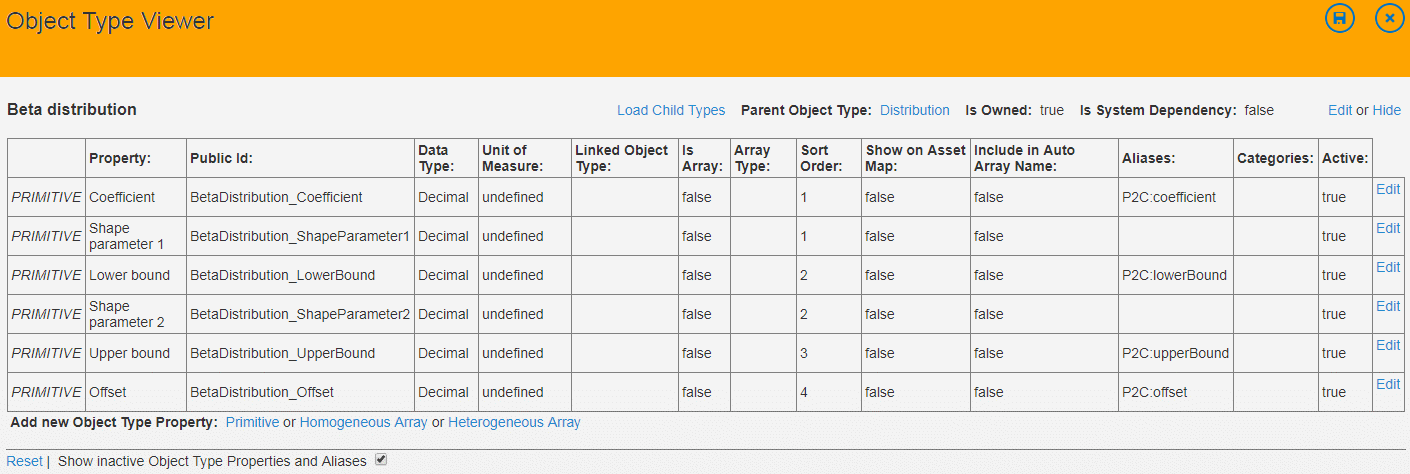 Object Type Viewer
Beta distribution Load Child Types Parent Object Type: Distribution Is Owned: true Is System Dependency: false Edit or Hide
Property: Public Id: Data Type: Unit of Measure: Linked Object Type: Is Array: Array Type: Sort Order: Show on Asset Map: Include in Auto Array Name: Aliases: Categories: Active:
PRIMITIVE Coefficient BetaDistribution_Coefficient Decimal undefined false 1 false false P2C:coefficient true Edit
PRIMITIVE Shape parameter 1 BetaDistribution_ShapeParameter1 Decimal undefined false 1 false false true Edit
PRIMITIVE Lower bound BetaDistribution_LowerBound Decimal undefined false 2 false false P2C:lowerBound true Edit
PRIMITIVE Shape parameter 2 BetaDistribution_ShapeParameter2 Decimal undefined false 2 false false true Edit
PRIMITIVE Upper bound BetaDistribution_UpperBound Decimal undefined false 3 false false P2C:upperBound true Edit
PRIMITIVE Offset BetaDistribution_Offset Decimal undefined false 4 false false P2C:offset true Edit
Add new Object Type Property: Primitive or Homogeneous Array or Heterogeneous Array
Reset | Show inactive Object Type Properties and Aliases